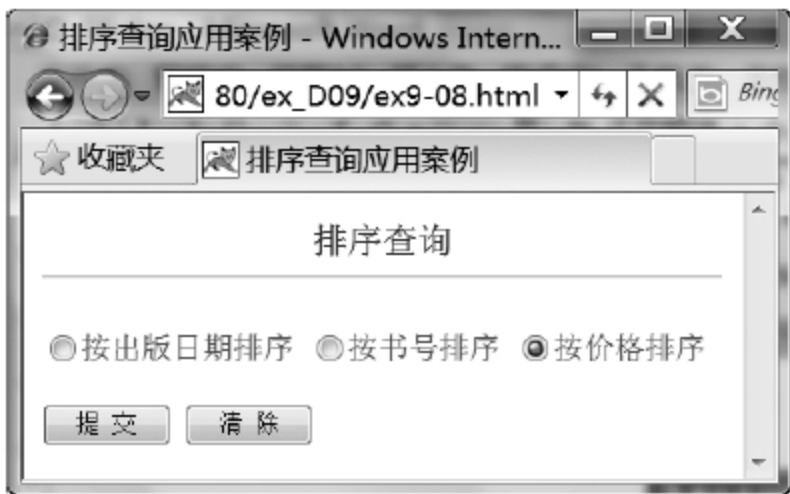 排序查询应用案例 - Windows Intern...
80/ex_D09/ex9-08.html
Bing
收藏夹
排序查询应用案例
排序查询
按出版日期排序 按书号排序 按价格排序
提 交 清 除